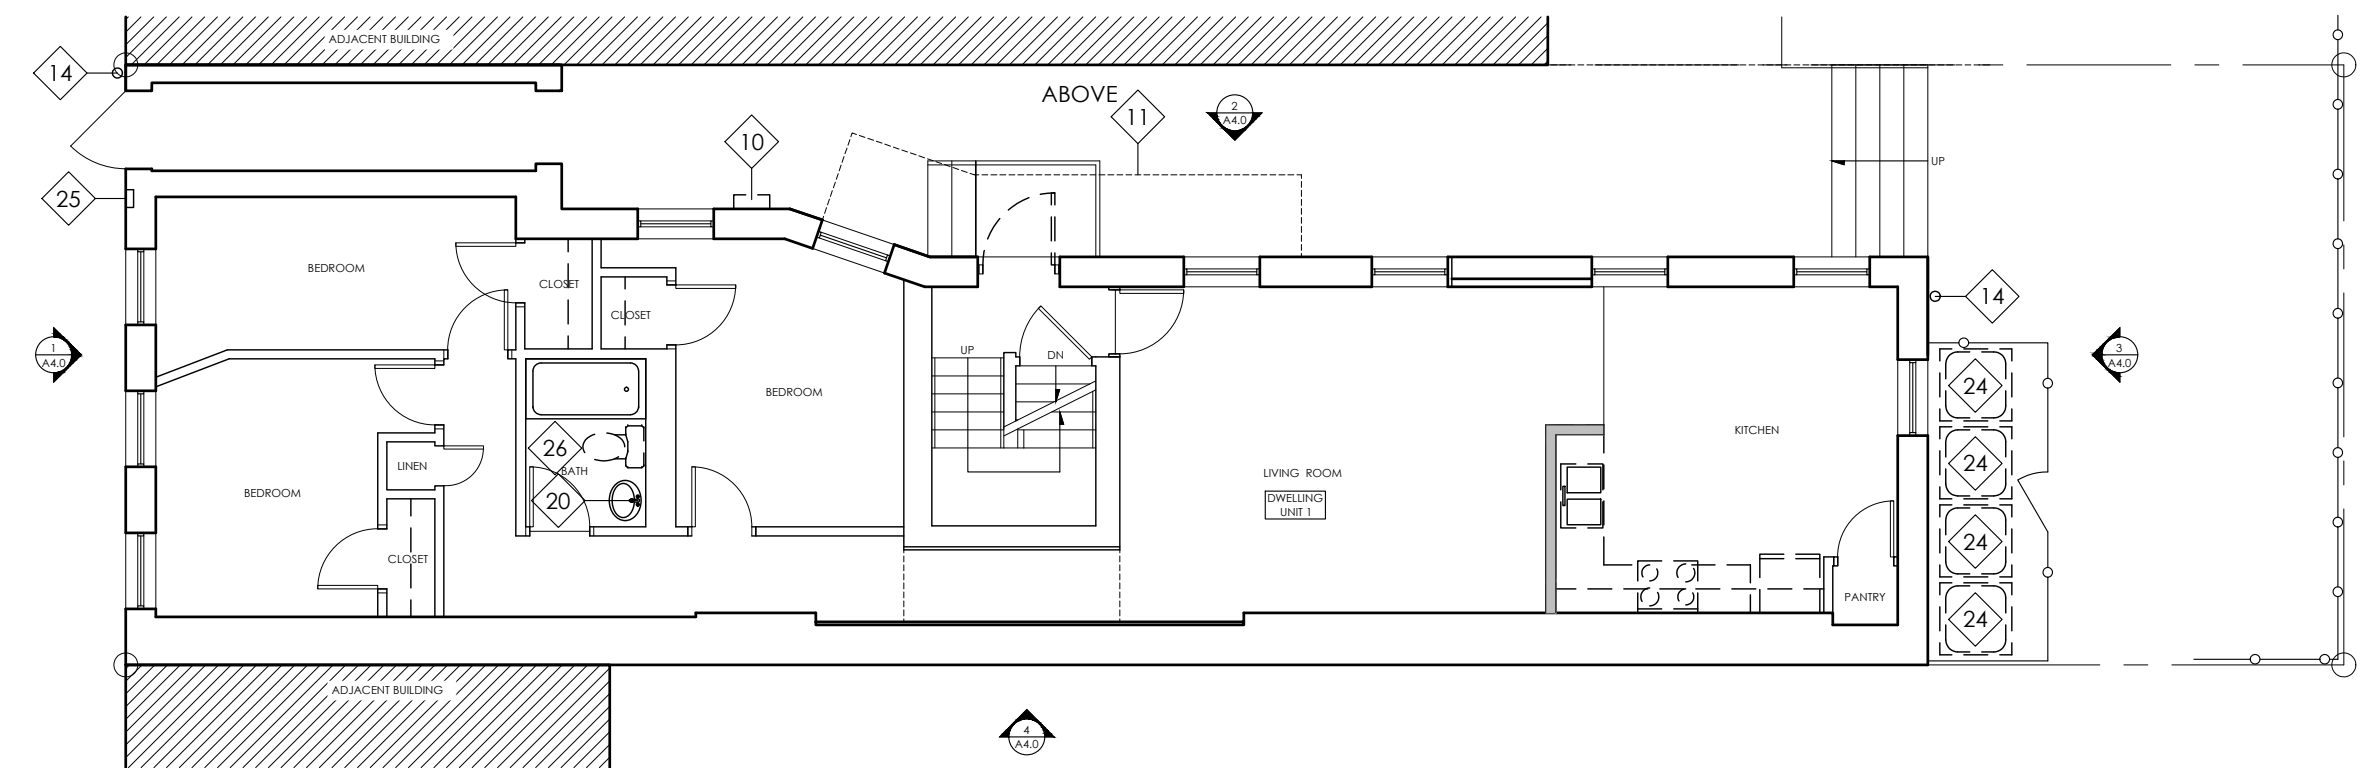 ADJACENT BUILDING
14
ABOVE
11
2
A4.0
10
UP
25
BEDROOM
CLOSET
CLOSET
14
1
A4.0
UP
DN
3
A4.0
24
BEDROOM
KITCHEN
26
BATH
LINEN
24
LIVING ROOM
DWELLING
UNIT 1
BEDROOM
20
24
CLOSET
PANTRY
24
ADJACENT BUILDING
4
A4.0